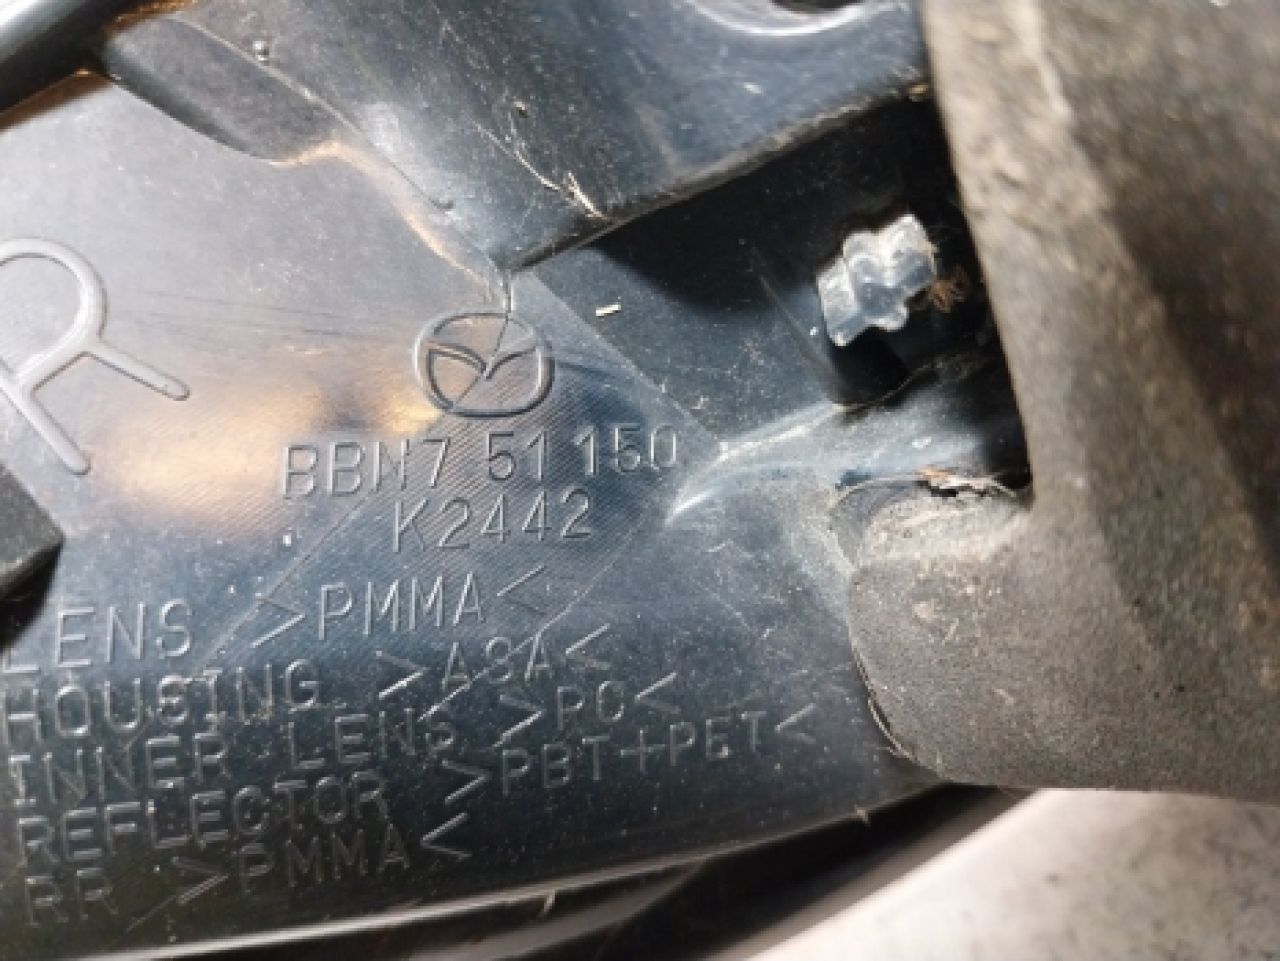 R
BBN7 51 150
K2442
LENS >PMMA<
HOUSING >ASA<
INNER LENS >PC<
REFLECTOR >PBT+PET<
RR >PMMA<